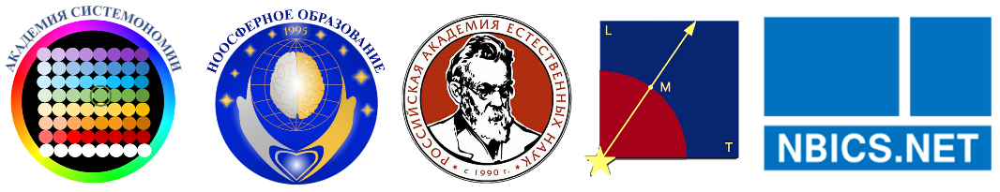 АКАДЕМИЯ СИСТЕМОНОМИИ
НООСФЕРНОЕ ОБРАЗОВАНИЕ
1995
РОССИЙСКАЯ АКАДЕМИЯ ЕСТЕСТВЕННЫХ НАУК
с 1990 г.
L
M
T
NBICS.NET